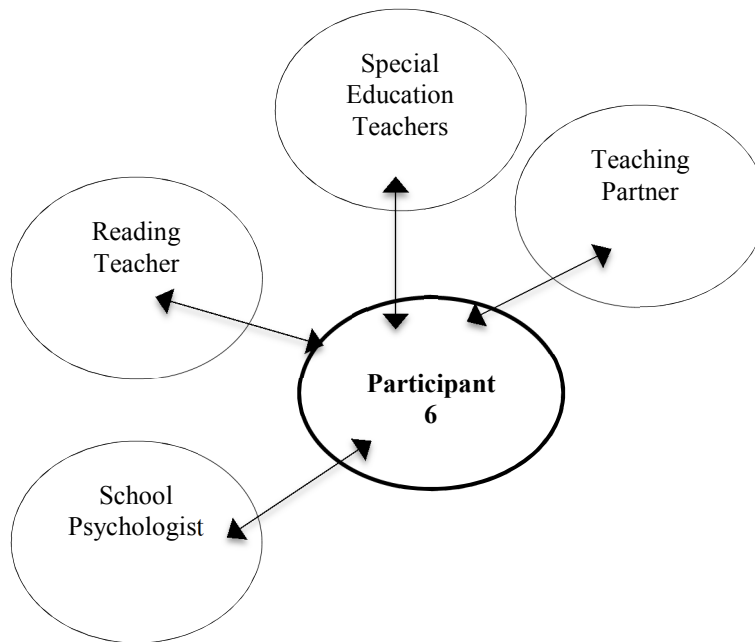 Special
Education
Teachers
Teaching
Partner
Reading
Teacher
Participant
6
School
Psychologist